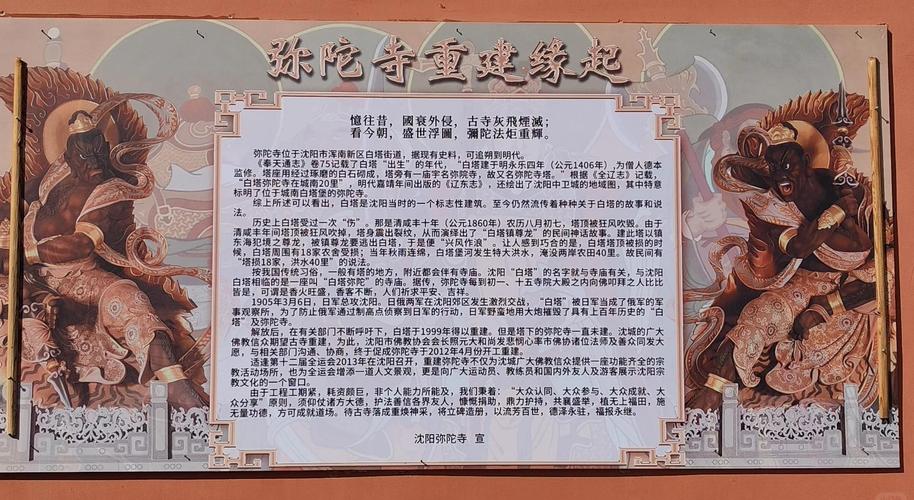 弥陀寺重建缘起
憶往昔，國衰外侵，古寺灰飛煙滅；
看今朝，盛世浮圖，彌陀法炬重輝。
弥陀寺位于沈阳市浑南新区白塔街道，据现有史料，可追朔到明代。
《奉天通志》卷75记载了白塔“出生”的年代，“白塔建于明永乐四年（公元1406年），为僧人德本
监修。塔座用经过琢磨的白石砌成，塔旁有一庙宇名弥院寺，故又名弥陀寺塔。”根据《全辽志》记载，
“白塔弥陀寺在城南20里”，明代嘉靖年间出版的《辽东志》，还绘出了沈阳中卫城的地域图，其中特意
标明了位于城南白塔堡的弥陀寺。
综上所述可以看出，白塔是沈阳当时的一个标志性建筑。至今仍然流传着种种关于白塔的故事和说
法。
历史上白塔受过一次“伤”。那是清咸丰十年（公元1860年）农历八月初七，塔顶被狂风吹毁。由于
清咸丰年间塔顶被狂风吹掉，塔身露出裂纹，从而演绎出了“白塔镇尊龙”的民间神话故事。建此塔以镇
东海犯境之尊龙，被镇尊龙要逃出白塔，于是便“兴风作浪”。让人感到巧合的是，白塔塔顶被损的时
候，白塔周围有18家农舍受损；当年秋雨连绵，白塔堡河发生特大洪水，淹没两岸农田40里。故民间有
“塔损18家，洪水40里”的说法。
按我国传统习俗，一般有塔的地方，附近都会伴有寺庙。沈阳“白塔”的名字就与寺庙有关，与沈阳
白塔相临的是一座叫“白塔弥陀”的寺庙。据传，弥陀寺每到初一、十五寺院大殿之内向佛叩拜之人比比
皆是，可谓是香火旺盛，香客不断，人们祈求平安、吉祥。
1905年3月6日，日军总攻沈阳。日俄两军在沈阳郊区发生激烈交战，“白塔”被日军当成了俄军的军
事观察所，为了防止俄军通过制高点侦察到日军的行动，日军野蛮地用大炮摧毁了具有上百年历史的“白
塔”及弥陀寺。
解放后，在有关部门不断呼吁下，白塔于1999年得以重建。但是塔下的弥陀寺一直未建。沈城的广大
佛教信众期望古寺重建，为此，沈阳市佛教协会会长照元大和尚发悲悯心率市佛协诸位法师及善众同发大
愿，与相关部门沟通、协商，终于促成弥陀寺于2012年4月份开工重建。
适逢第十二届全运会2013年在沈阳召开，重建弥陀寺不仅为沈城广大佛教信众提供一座功能齐全的宗
教活动场所，也为全运会增添一道人文景观，更是向广大运动员、教练员和国内外友人及游客展示沈阳宗
教文化的一个窗口。
由于工程工期紧，耗资颇巨，非个人能力所能及，我们秉着：“大众认同、大众参与、大众成就、大
众分享”原则，须仰仗诸方大德，护法善信各界友人，慷慨捐助，鼎力护持，共襄盛举，植无上福田，施
无量功德，方可成就道场。待古寺落成重焕神采，将立碑造册，以流芳百世，德泽永驻，福报永继。
沈阳弥陀寺 宣